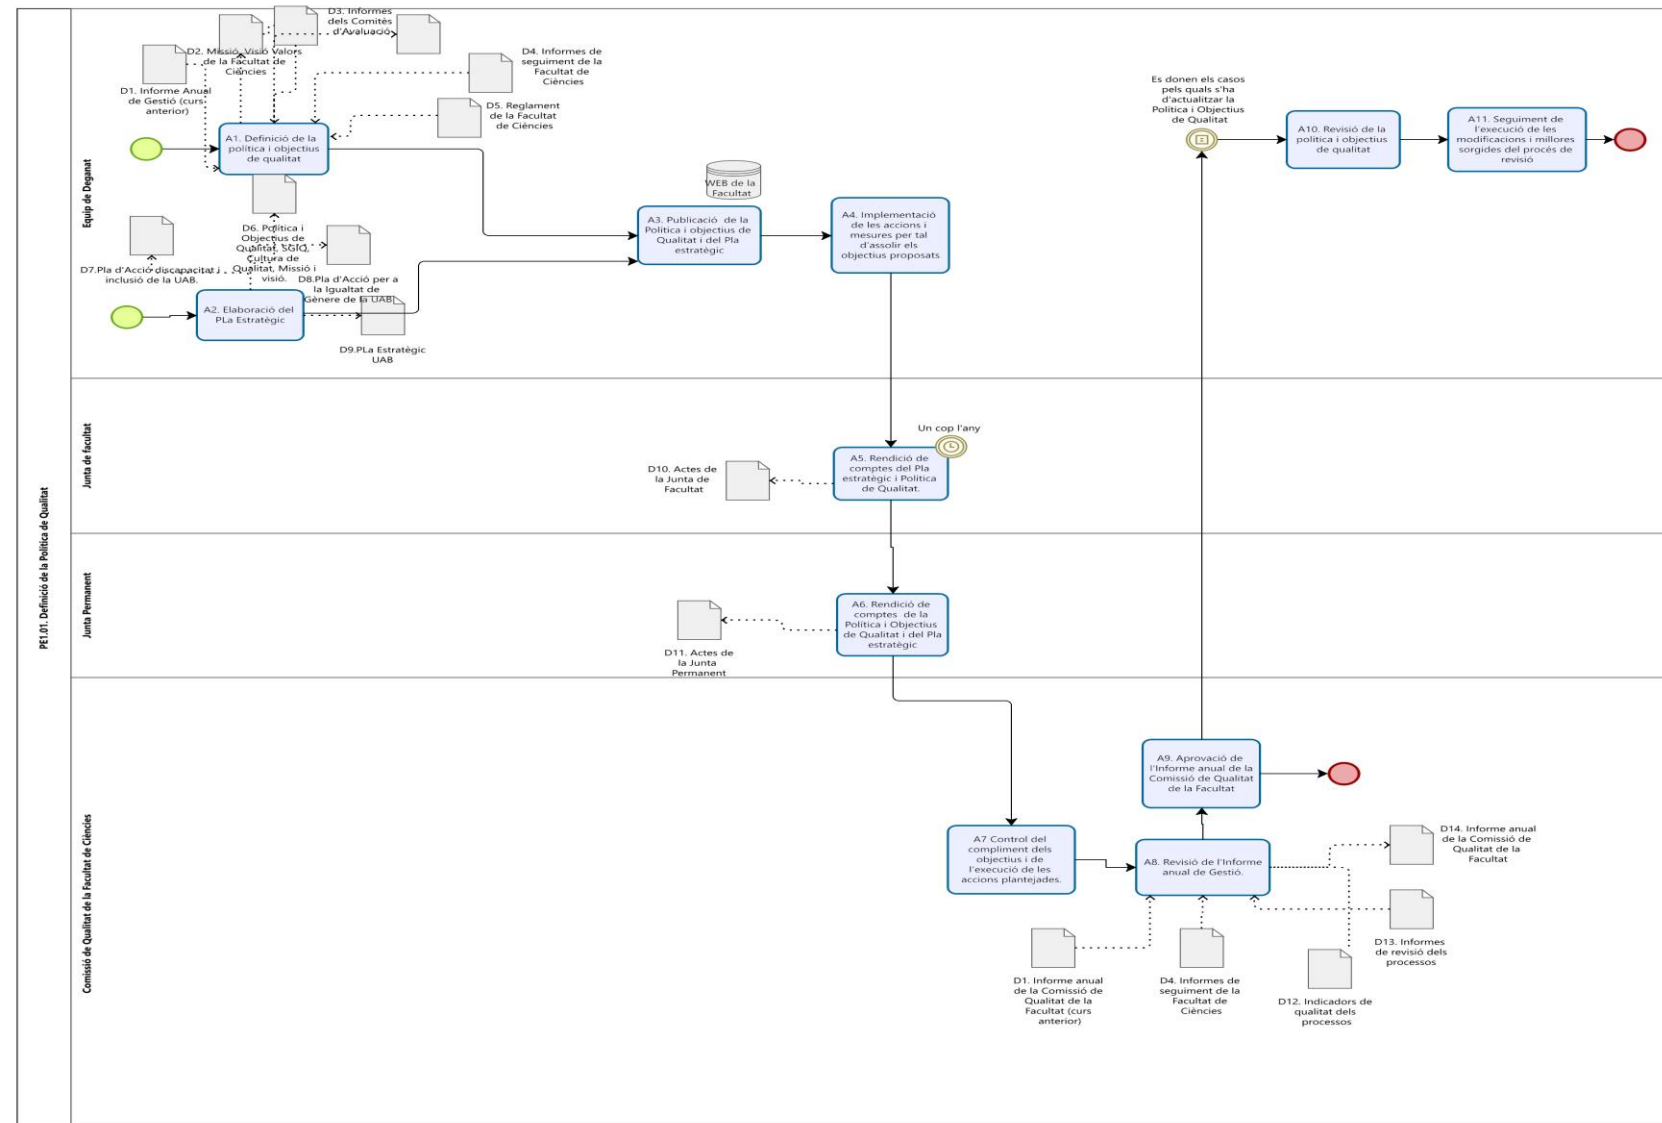 PE1.01. Definició de la Política de Qualitat
Equip de Deganat
D3. Informes
dels Comitès
d'Avaluació
D2. Missió, Visió Valors
de la Facultat de
Ciències
D1. Informe Anual
de Gestió (curs
anterior)
D4. Informes de
seguiment de la
Facultat de
Ciències
D5. Reglament
de la Facultat
de Ciències
A1. Definició de la
política i objectius
de qualitat
D6. Política i
Objectius de
Qualitat, SGIQ,
Cultura de
Qualitat, Missió i
visió.
D7.Pla d'Acció discapacitat i
inclusió de la UAB.
D8.Pla d'Acció per a
la Igualtat de
Gènere de la UAB
A2. Elaboració del
PLa Estratègic
D9.PLa Estratègic
UAB
WEB de la
Facultat
A3. Publicació de la
Política i objectius de
Qualitat i del Pla
estratègic
A4. Implementació
de les accions i
mesures per tal
d'assolir els
objectius proposats
Es donen els casos
pels quals s'ha
d'actualitzar la
Política i Objectius
de Qualitat
A10. Revisió de la
política i objectius
de qualitat
A11. Seguiment de
l'execució de les
modificacions i millores
sorgides del procés de
revisió
Junta de facultat
Un cop l'any
A5. Rendició de
comptes del Pla
estratègic i Política
de Qualitat.
D10. Actes de
la Junta de
Facultat
Junta Permanent
A6. Rendició de
comptes de la
Política i Objectius
de Qualitat i del Pla
estratègic
D11. Actes de
la Junta
Permanent
Comissió de Qualitat de la Facultat de Ciències
A9. Aprovació de
l'Informe anual de la
Comissió de Qualitat
de la Facultat
A7 Control del
compliment dels
objectius i de
l'execució de les
accions plantejades.
A8. Revisió de l'Informe
anual de Gestió.
D14. Informe anual
de la Comissió de
Qualitat de la
Facultat
D13. Informes
de revisió dels
processos
D1. Informe anual
de la Comissió de
Qualitat de la
Facultat (curs
anterior)
D4. Informes de
seguiment de la
Facultat de
Ciències
D12. Indicadors de
qualitat dels
processos